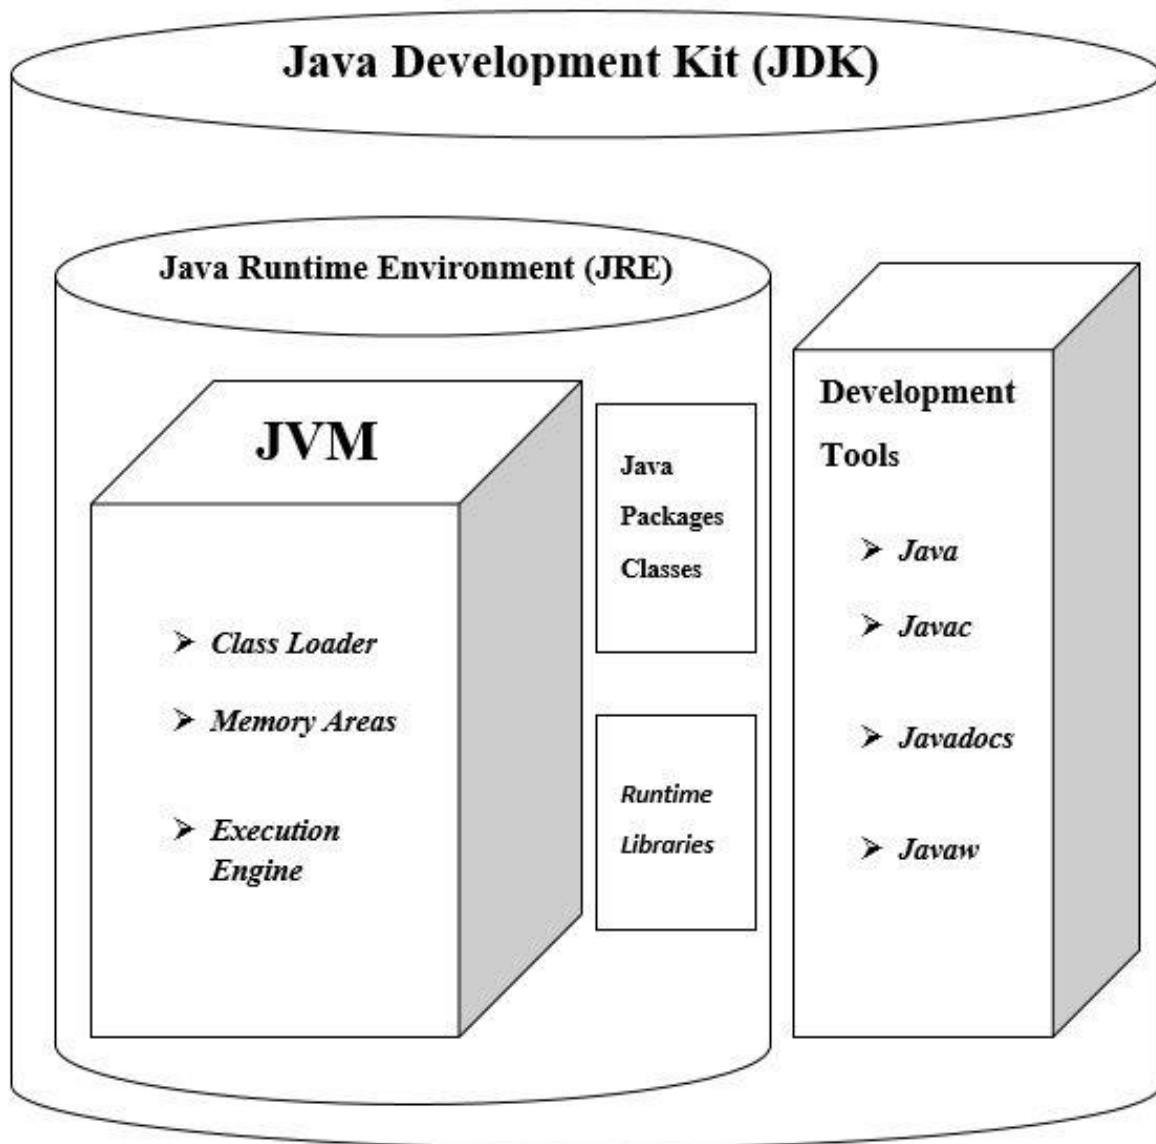 Java Development Kit (JDK)
Java Runtime Environment (JRE)
JVM
Class Loader
Memory Areas
Execution
Engine
Java
Packages
Classes
Runtime
Libraries
Development
Tools
Java
Javac
Javadocs
Javaw